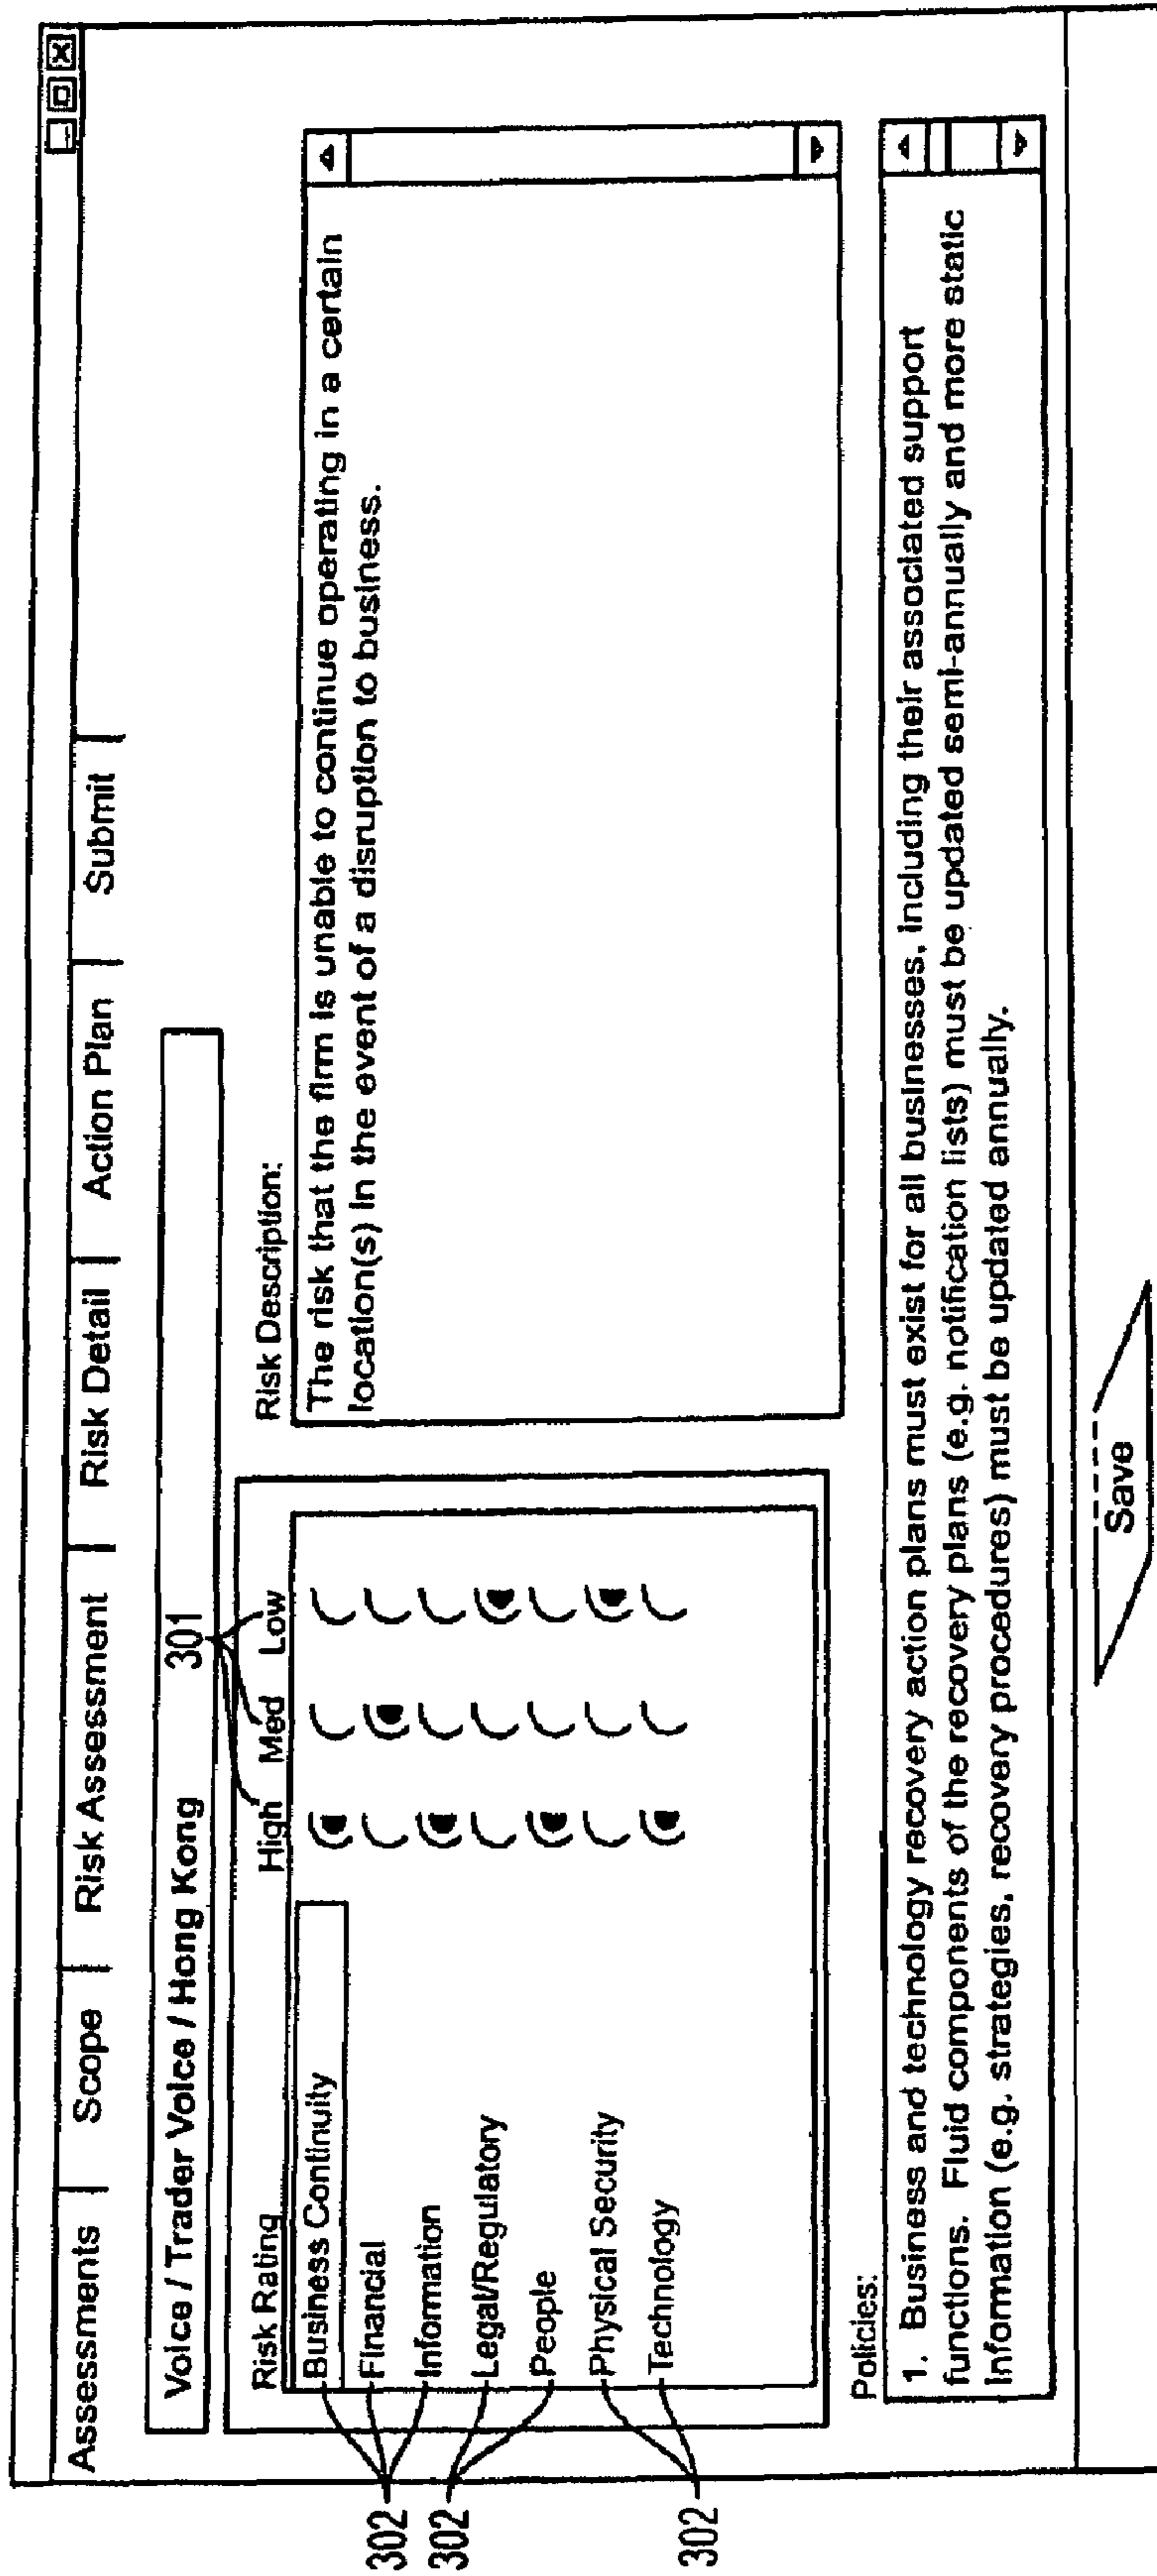 Assessments | Scope | Risk Assessment | Risk Detail | Action Plan | Submit |
Voice / Trader Voice / Hong Kong
301
Risk Rating High Med Low
Business Continuity
Financial
Information
Legal/Regulatory
People
Physical Security
Technology
302
302
302
Risk Description:
The risk that the firm is unable to continue operating in a certain
location(s) in the event of a disruption to business.
Policies:
1. Business and technology recovery action plans must exist for all businesses, including their associated support
functions. Fluid components of the recovery plans (e.g. notification lists) must be updated semi-annually and more static
Information (e.g. strategies, recovery procedures) must be updated annually.
Save